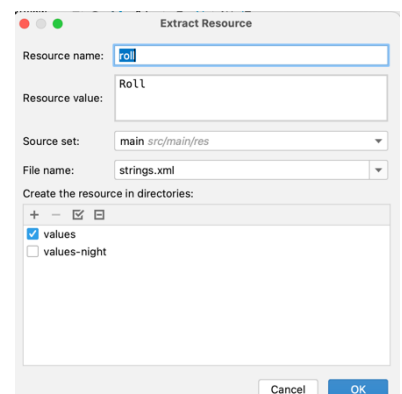 Extract Resource
Resource name: roll
Resource value: Roll
Source set: main src/main/res
File name: strings.xml
Create the resource in directories:
values
values-night
Cancel OK